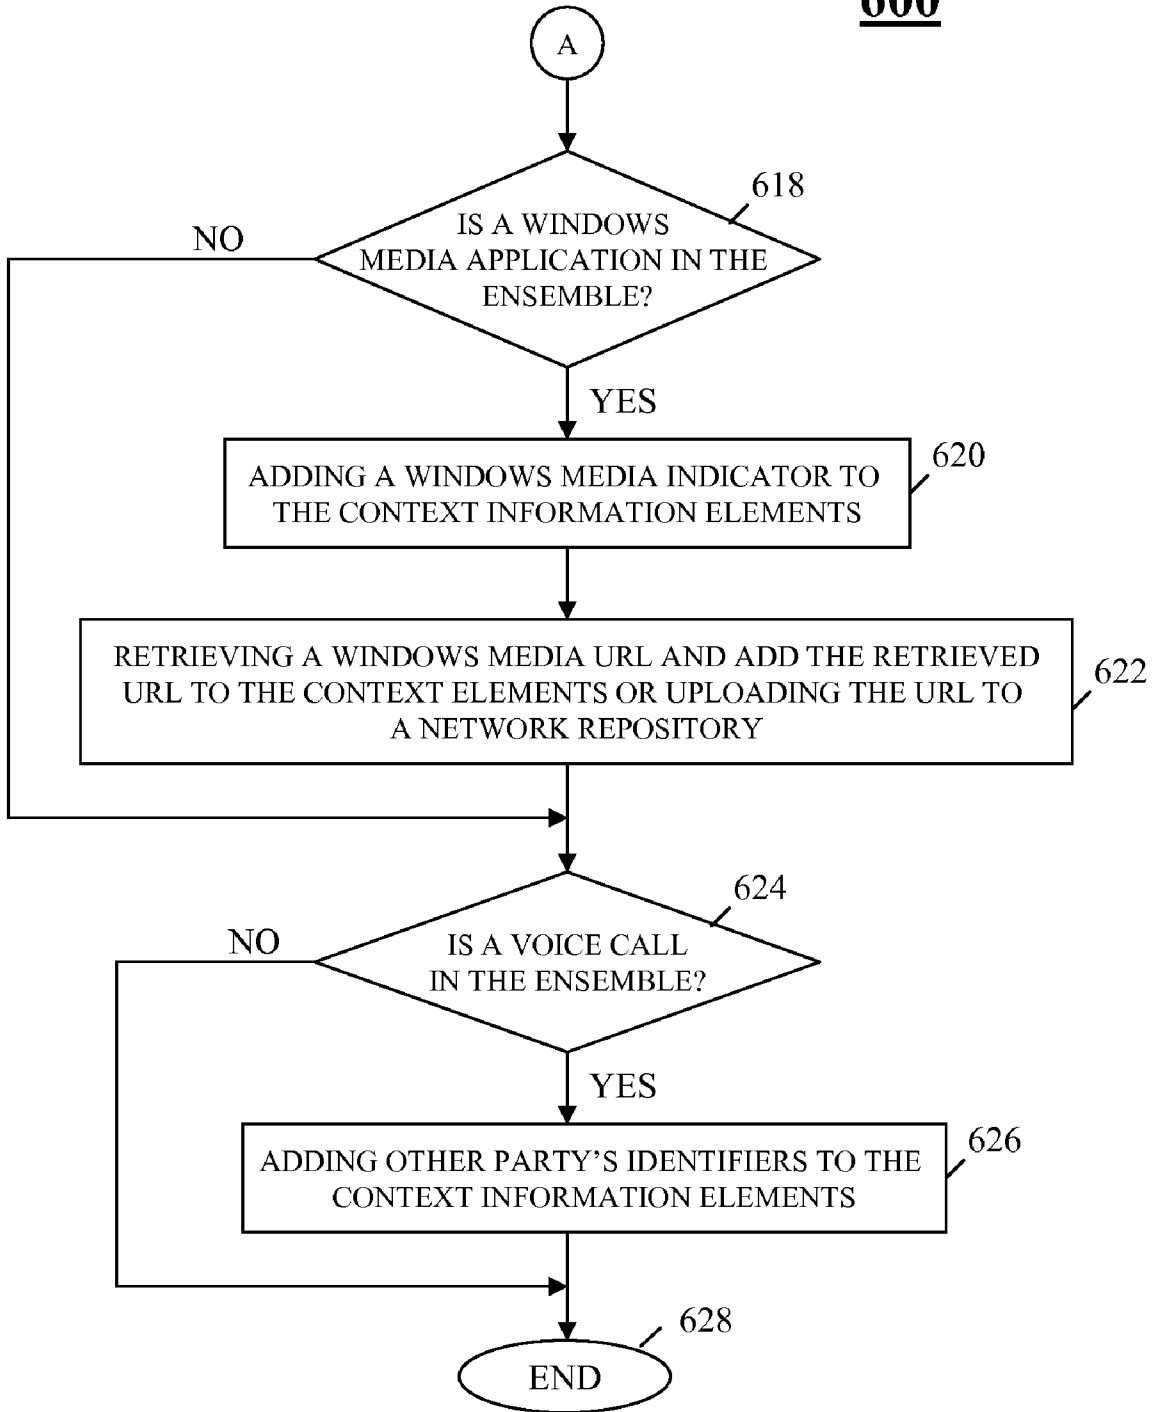 600
A
618
IS A WINDOWS
MEDIA APPLICATION IN THE
ENSEMBLE?
NO
YES
620
ADDING A WINDOWS MEDIA INDICATOR TO
THE CONTEXT INFORMATION ELEMENTS
RETRIEVING A WINDOWS MEDIA URL AND ADD THE RETRIEVED
URL TO THE CONTEXT ELEMENTS OR UPLOADING THE URL TO
A NETWORK REPOSITORY
622
624
NO
IS A VOICE CALL
IN THE ENSEMBLE?
YES
626
ADDING OTHER PARTY'S IDENTIFIERS TO THE
CONTEXT INFORMATION ELEMENTS
628
END